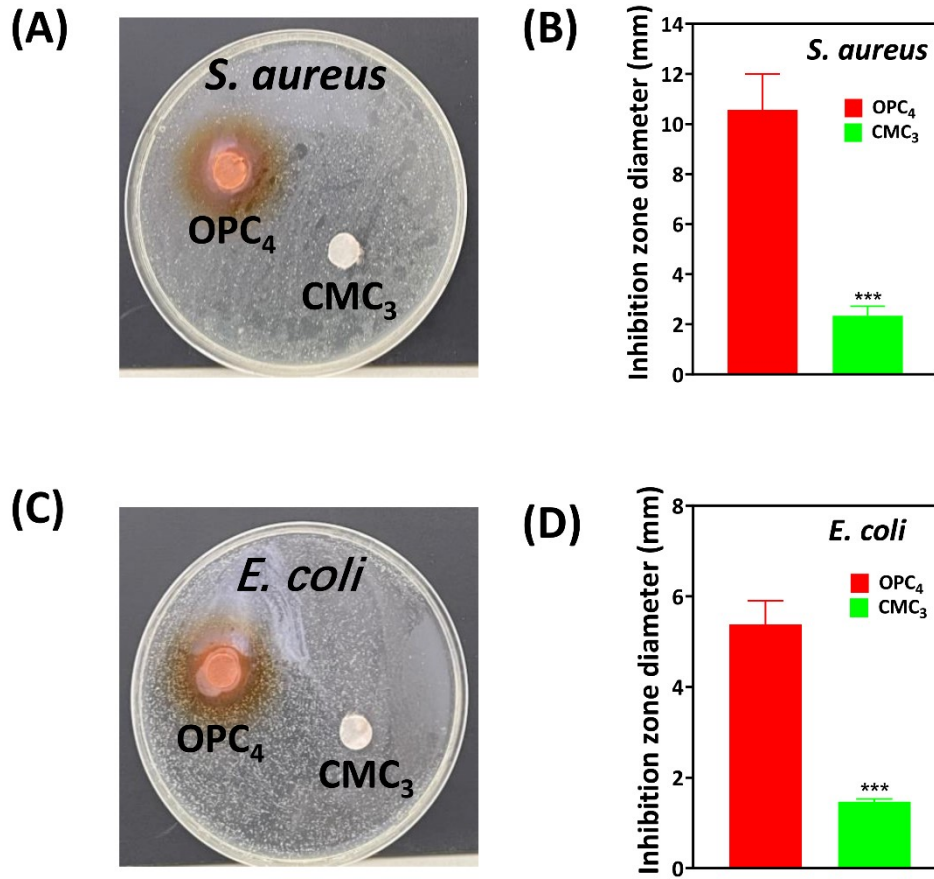 (A)
S. aureus
OPC₄
CMC₃
(B)
Inhibition zone diameter (mm)
14
12
10
8
6
4
2
0
S. aureus
OPC₄
CMC₃
***
(C)
E. coli
OPC₄
CMC₃
(D)
Inhibition zone diameter (mm)
8
6
4
2
0
E. coli
OPC₄
CMC₃
***